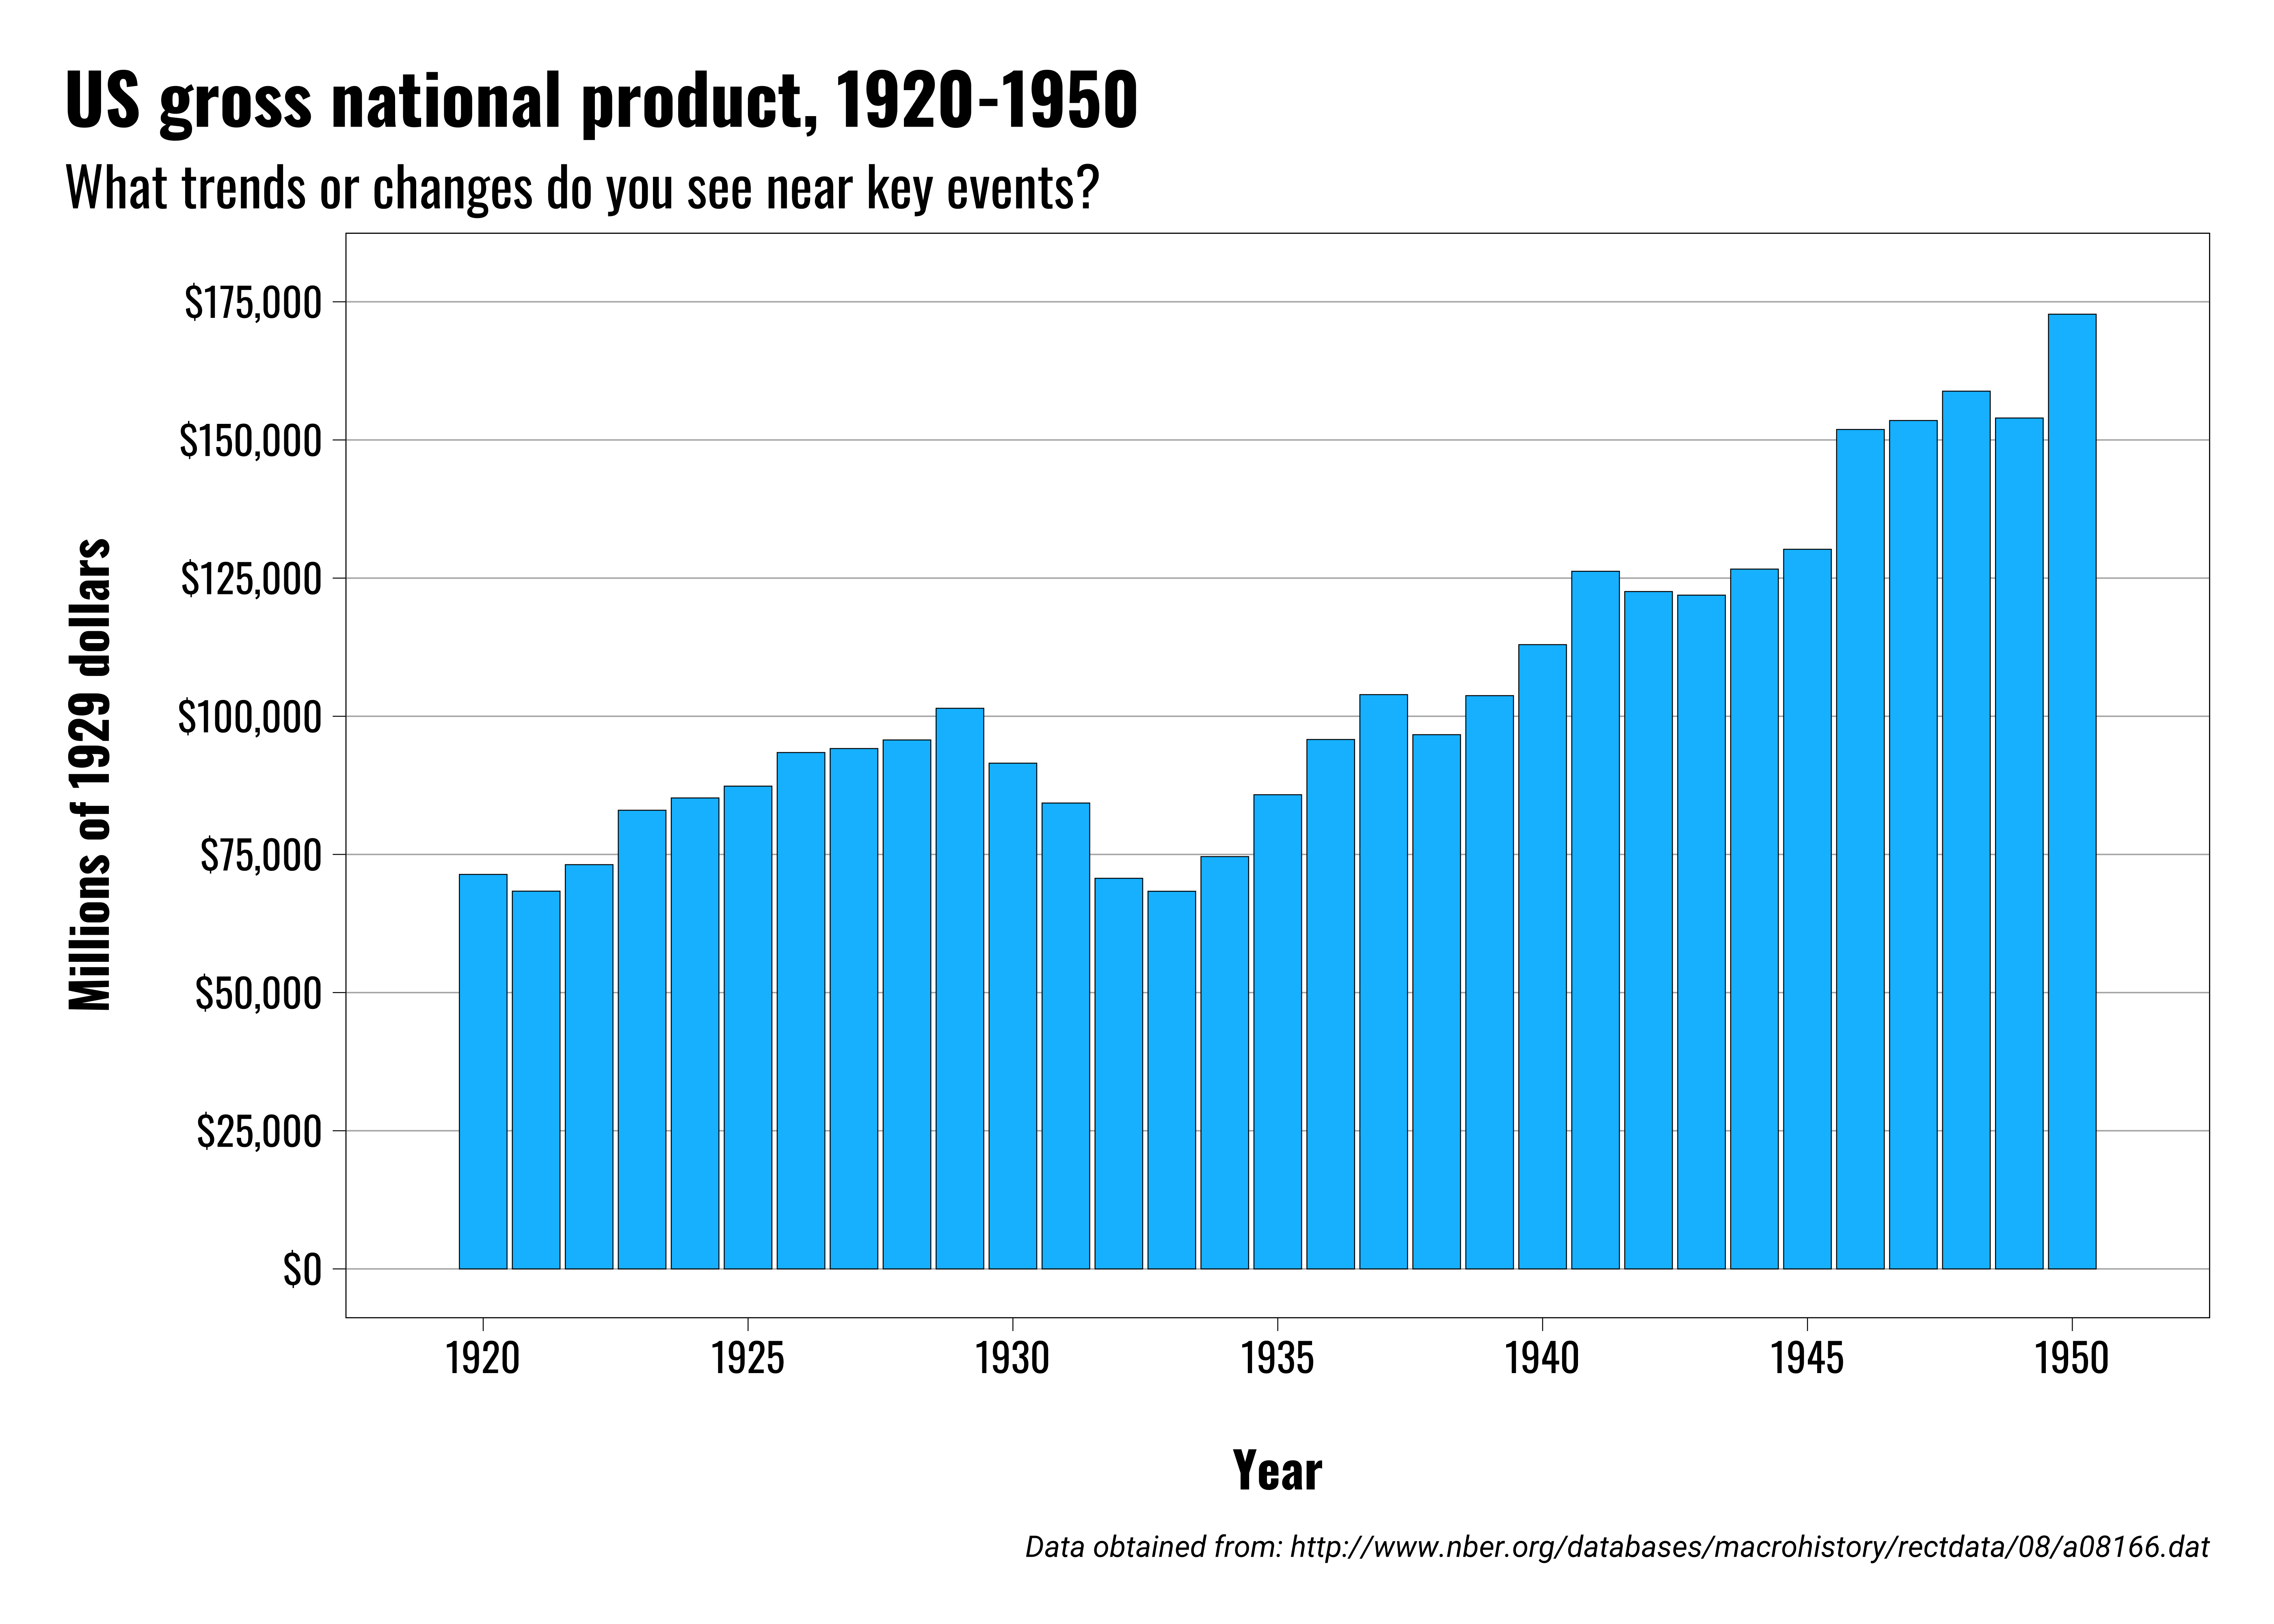 US gross national product, 1920-1950
What trends or changes do you see near key events?
Millions of 1929 dollars
$175,000
$150,000
$125,000
$100,000
$75,000
$50,000
$25,000
$0
1920 1925 1930 1935 1940 1945 1950
Year
Data obtained from: http://www.nber.org/databases/macrohistory/rectdata/08/a08166.dat